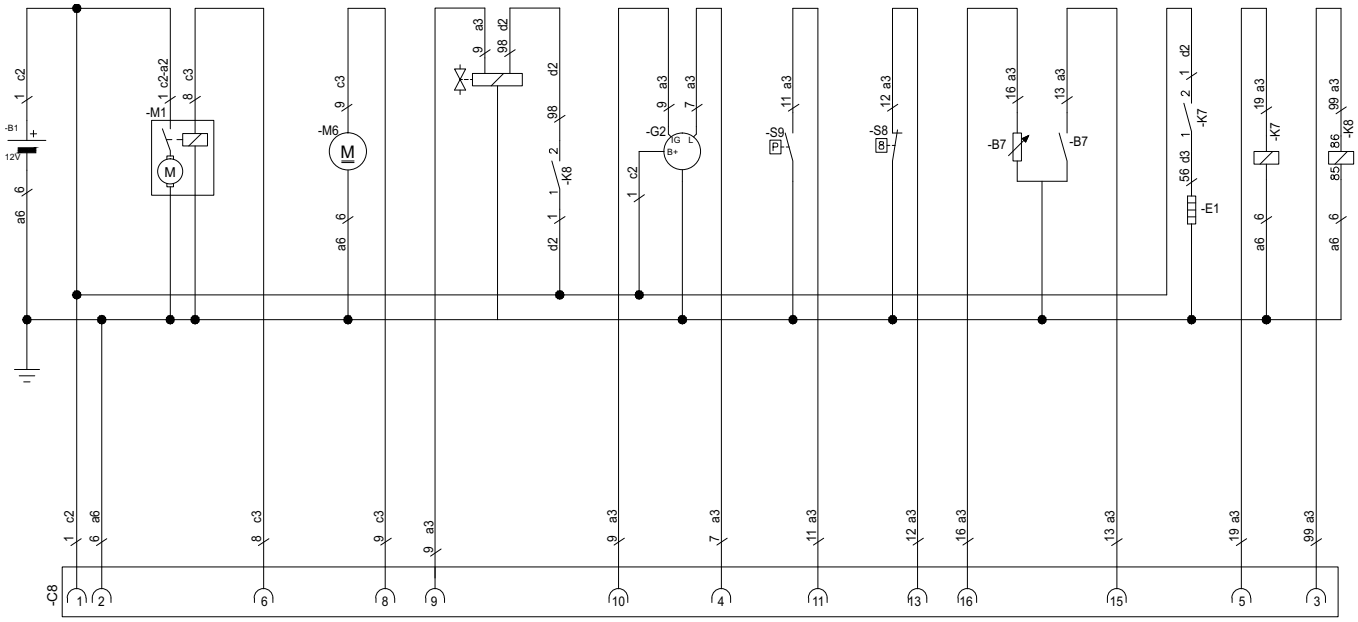 c2
1
-B1
+
12V
6
a6
c2-a2
1
-M1
M
c3
8
c3
9
-M6
M
6
a6
a3
9
d2
98
d2
98
2
-K8
1
1
d2
a3
9
a3
7
-G2
IG L
B+
c2
1
a3
11
-S9
P
a3
12
-S8
8
a3
16
-B7
a3
13
-B7
d2
1
2
-K7
1
d3
56
-E1
a3
19
-K7
6
a6
a3
99
86
-K8
85
6
a6
c2
1
a6
6
c3
8
c3
9
a3
9
a3
9
a3
7
a3
11
a3
12
a3
16
a3
13
a3
19
a3
99
-C8
1 2 6 8 9 10 4 11 13 16 15 5 3